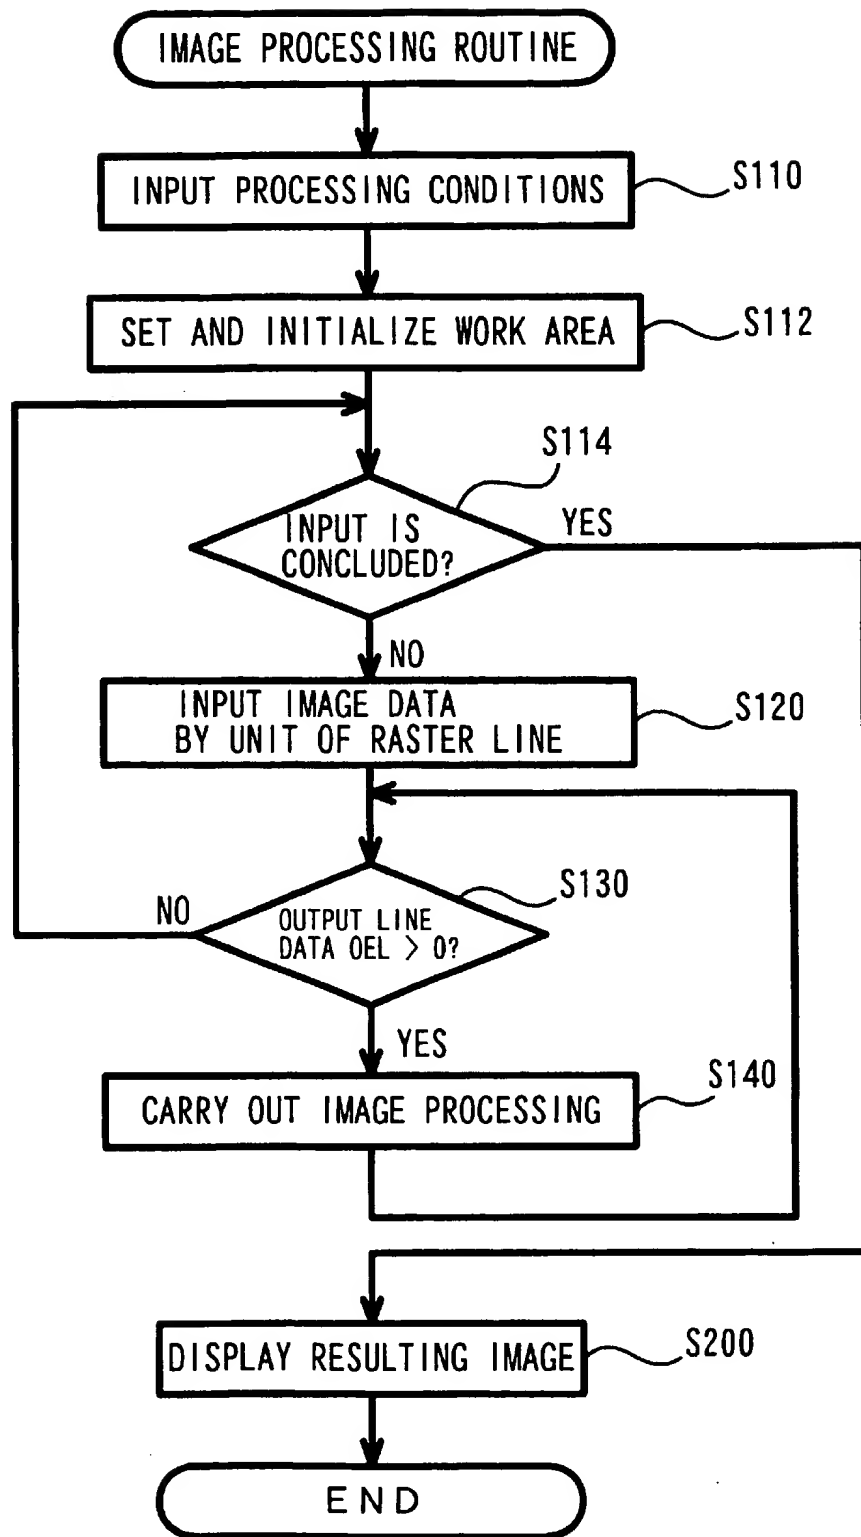 IMAGE PROCESSING ROUTINE
INPUT PROCESSING CONDITIONS
S110
SET AND INITIALIZE WORK AREA
S112
S114
INPUT IS
CONCLUDED?
YES
NO
INPUT IMAGE DATA
BY UNIT OF RASTER LINE
S120
S130
NO
OUTPUT LINE
DATA OEL > 0?
YES
S140
CARRY OUT IMAGE PROCESSING
DISPLAY RESULTING IMAGE
S200
END